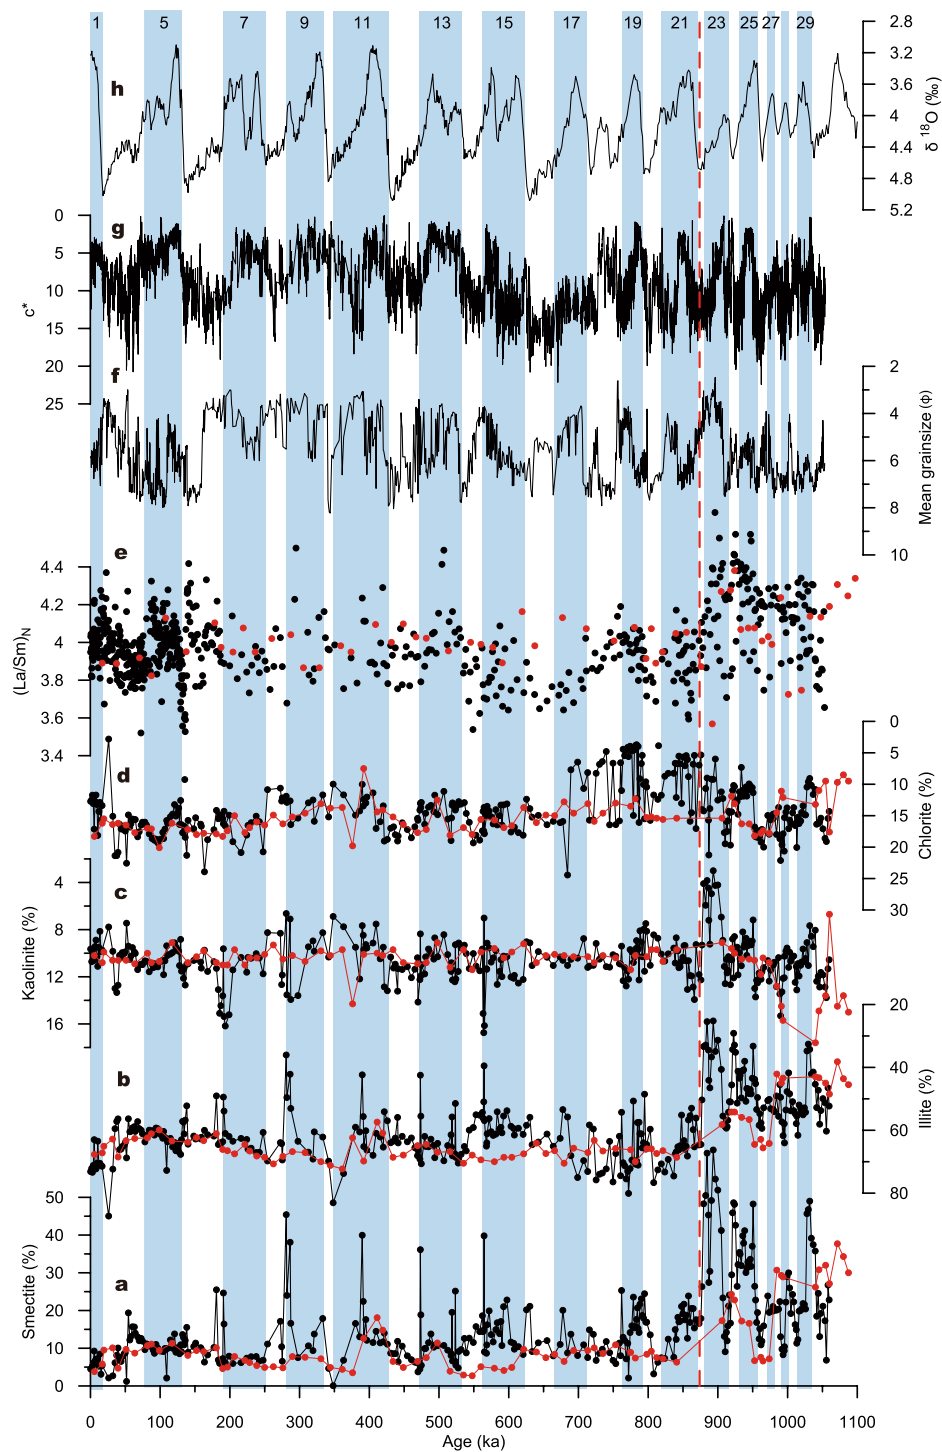 1 5 7 9 11 13 15 17 19 21 23 25 27 29
2.8
3.2
3.6
4
4.4
4.8
5.2
δ 18O (‰)
h
0
5
10
15
20
25
c*
g
2
4
6
8
10
Mean grainsize (Φ)
f
4.4
4.2
4
3.8
3.6
3.4
(La/Sm)N
e
0
5
10
15
20
25
30
Chlorite (%)
d
4
8
12
16
Kaolinite (%)
c
20
40
60
80
Illite (%)
b
50
40
30
20
10
0
Smectite (%)
a
0 100 200 300 400 500 600 700 800 900 1000 1100
Age (ka)